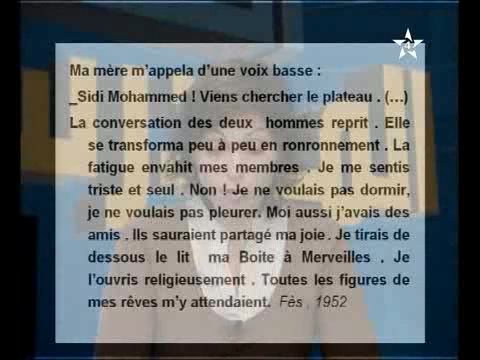 Ma mère m'appela d'une voix basse :
_Sidi Mohammed ! Viens chercher le plateau . (…)
La conversation des deux hommes reprit . Elle
se transforma peu à peu en ronronnement . La
fatigue envahit mes membres . Je me sentis
triste et seul . Non ! Je ne voulais pas dormir,
je ne voulais pas pleurer. Moi aussi j'avais des
amis . Ils sauraient partagé ma joie . Je tirais de
dessous le lit ma Boite à Merveilles . Je
l'ouvris religieusement . Toutes les figures de
mes rêves m'y attendaient. Fès , 1952